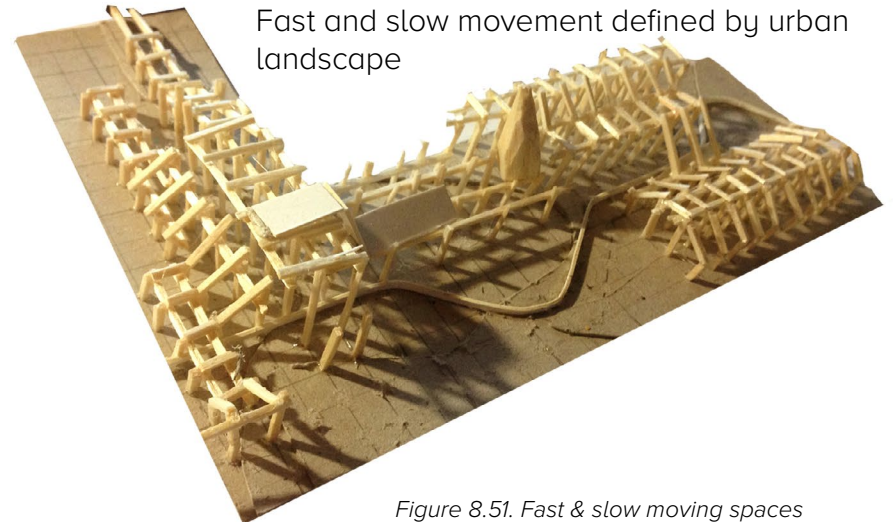 Fast and slow movement defined by urban
landscape
Figure 8.51. Fast & slow moving spaces